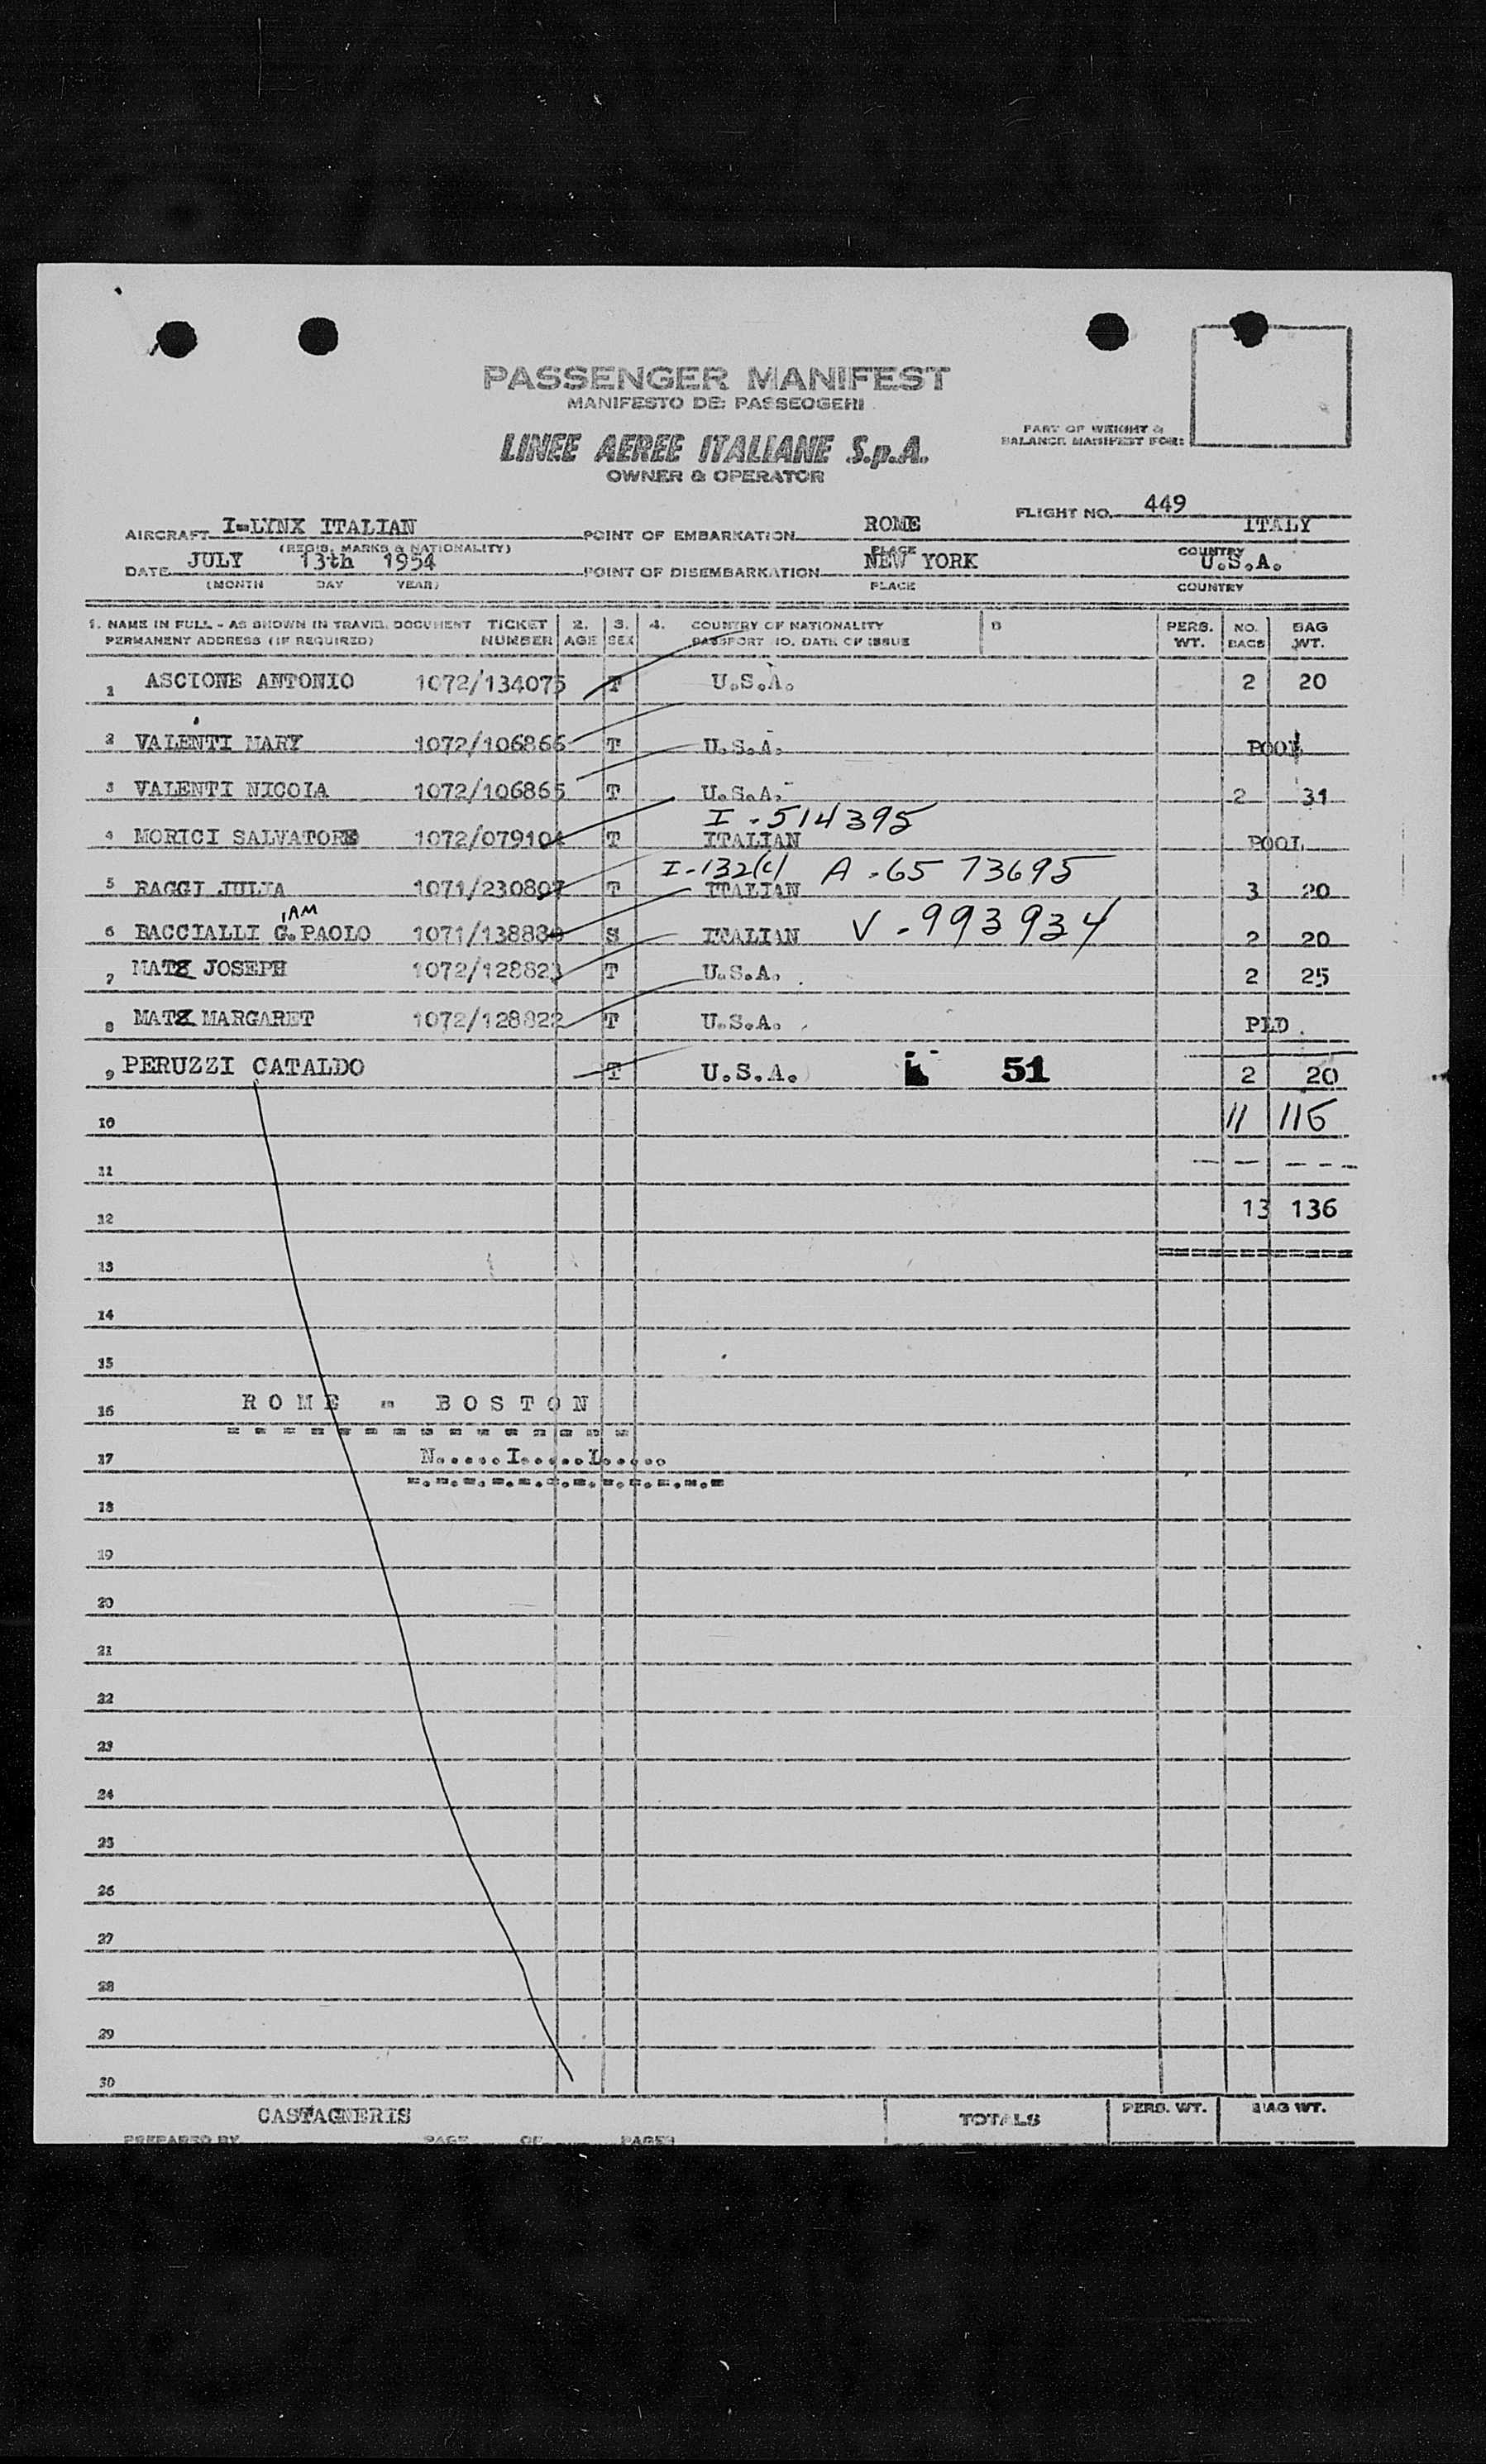 PASSENGER MANIFEST
MANIFESTO DEI PASSEOGERI
LINEE AEREE ITALIANE S.p.A.
OWNER & OPERATOR
PART OF WEIGHT &
BALANCE MANIFEST FOR:
AIRCRAFT I-LYNX ITALIAN POINT OF EMBARKATION ROME FLIGHT NO. 449 ITALY
(REGIS. MARKS & NATIONALITY) PLACE COUNTRY
DATE JULY 13th 1954 POINT OF DISEMBARKATION NEW YORK U.S.A.
(MONTH DAY YEAR) PLACE COUNTRY
1. NAME IN FULL - AS SHOWN IN TRAVEL DOCUMENT TICKET 2. 3. 4. COUNTRY OF NATIONALITY PERS. NO. BAG
PERMANENT ADDRESS (IF REQUIRED) NUMBER AGE SEX PASSPORT NO. DATE OF ISSUE WT. BAGS WT.
1 ASCIONE ANTONIO 1072/134075 T U.S.A. 2 20
2 VALENTI MARY 1072/106866 T U.S.A. POOL
3 VALENTI NICOLA 1072/106865 T U.S.A. 2 31
I - 514395
4 MORICI SALVATORE 1072/079104 T ITALIAN POOL
I-132(c) A-65 73695
5 RAGGI JULIA 1071/230807 T ITALIAN 3 20
IAM
6 BACCIALLI G. PAOLO 1071/138830 S ITALIAN V-993934 2 20
7 MATZ JOSEPH 1072/128823 T U.S.A. 2 25
8 MATZ MARGARET 1072/128822 T U.S.A. PLD
9 PERUZZI CATALDO T U.S.A. 51 2 20
10 11 116
11
12 13 136
13
14
15
16 ROME - BOSTON
17 N.....I.....L.....
18
19
20
21
22
23
24
25
26
27
28
29
30
CASTAGNERIS TOTALS PERS. WT. BAG WT.
PREPARED BY PAGE OF PAGES